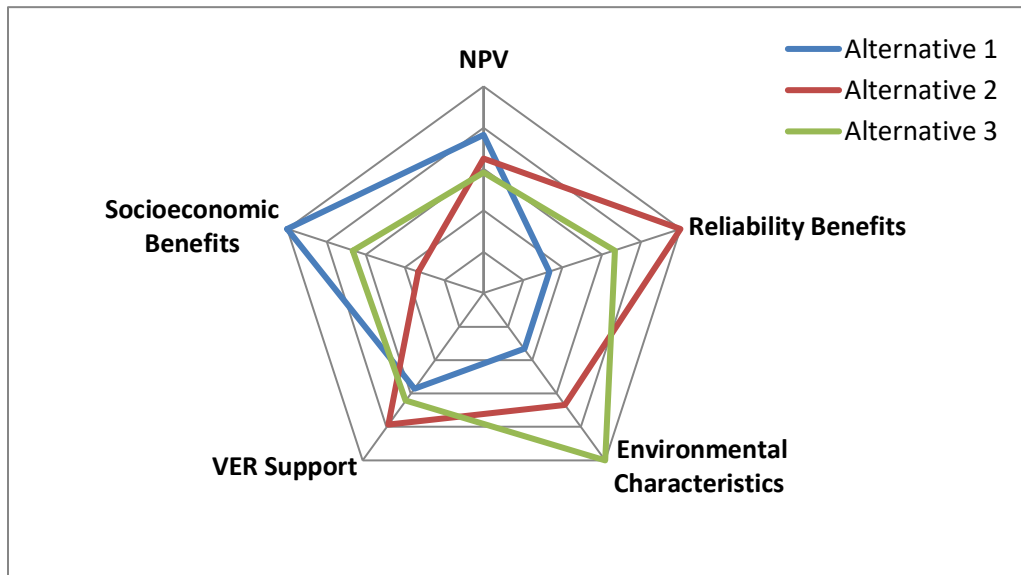 NPV
Alternative 1
Alternative 2
Alternative 3
Socioeconomic
Benefits
Reliability Benefits
VER Support
Environmental
Characteristics